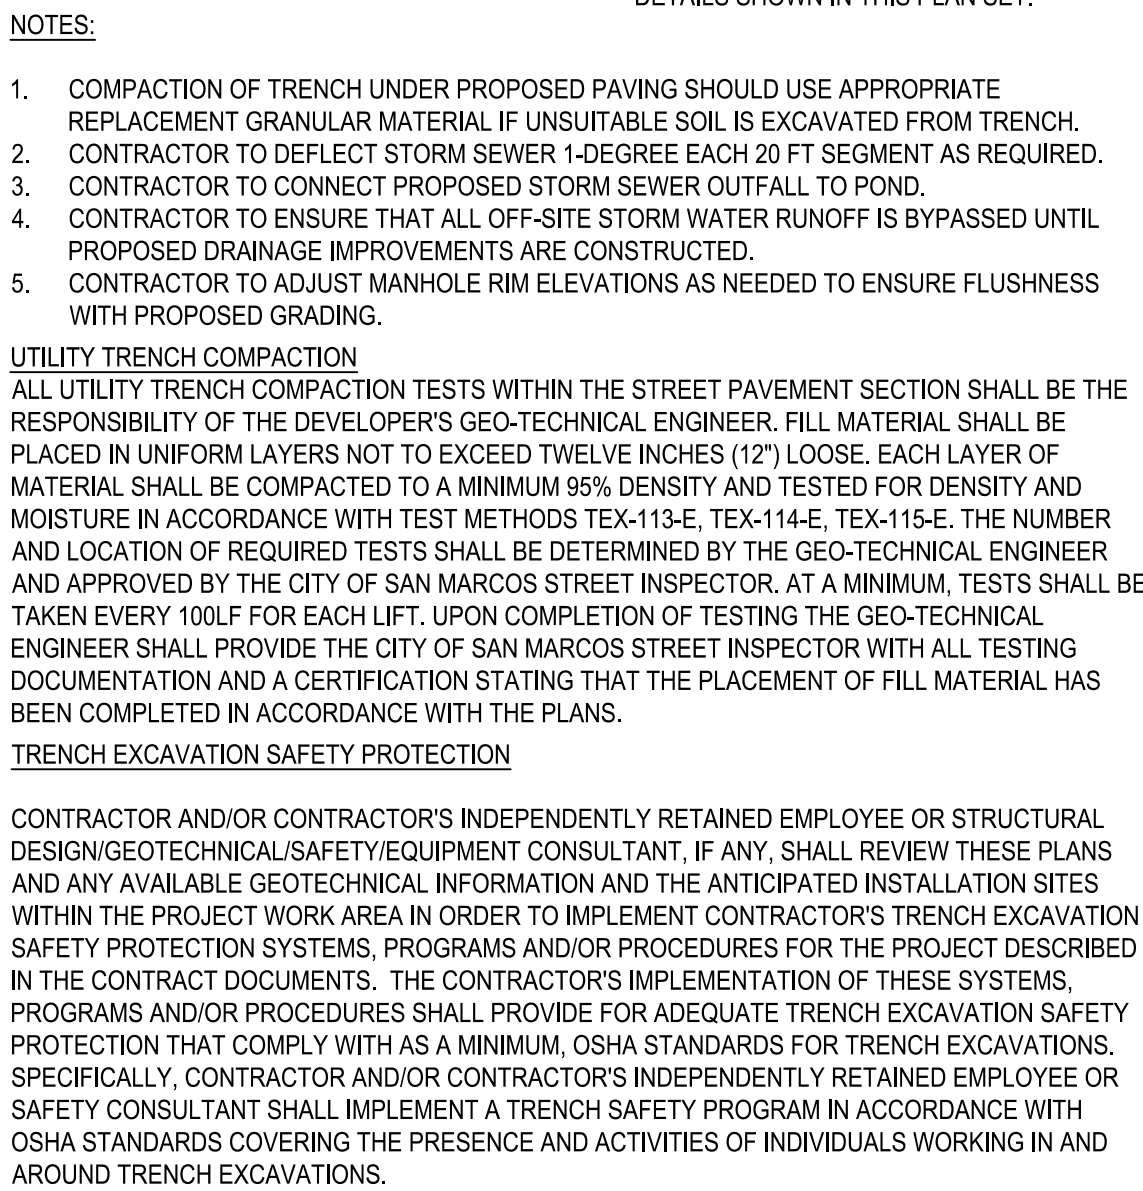 DETAILS SHOWN IN THIS PLAN SET.
NOTES:
1. COMPACTION OF TRENCH UNDER PROPOSED PAVING SHOULD USE APPROPRIATE
REPLACEMENT GRANULAR MATERIAL IF UNSUITABLE SOIL IS EXCAVATED FROM TRENCH.
2. CONTRACTOR TO DEFLECT STORM SEWER 1-DEGREE EACH 20 FT SEGMENT AS REQUIRED.
3. CONTRACTOR TO CONNECT PROPOSED STORM SEWER OUTFALL TO POND.
4. CONTRACTOR TO ENSURE THAT ALL OFF-SITE STORM WATER RUNOFF IS BYPASSED UNTIL
PROPOSED DRAINAGE IMPROVEMENTS ARE CONSTRUCTED.
5. CONTRACTOR TO ADJUST MANHOLE RIM ELEVATIONS AS NEEDED TO ENSURE FLUSHNESS
WITH PROPOSED GRADING.
UTILITY TRENCH COMPACTION
ALL UTILITY TRENCH COMPACTION TESTS WITHIN THE STREET PAVEMENT SECTION SHALL BE THE
RESPONSIBILITY OF THE DEVELOPER'S GEO-TECHNICAL ENGINEER. FILL MATERIAL SHALL BE
PLACED IN UNIFORM LAYERS NOT TO EXCEED TWELVE INCHES (12") LOOSE. EACH LAYER OF
MATERIAL SHALL BE COMPACTED TO A MINIMUM 95% DENSITY AND TESTED FOR DENSITY AND
MOISTURE IN ACCORDANCE WITH TEST METHODS TEX-113-E, TEX-114-E, TEX-115-E. THE NUMBER
AND LOCATION OF REQUIRED TESTS SHALL BE DETERMINED BY THE GEO-TECHNICAL ENGINEER
AND APPROVED BY THE CITY OF SAN MARCOS STREET INSPECTOR. AT A MINIMUM, TESTS SHALL BE
TAKEN EVERY 100LF FOR EACH LIFT. UPON COMPLETION OF TESTING THE GEO-TECHNICAL
ENGINEER SHALL PROVIDE THE CITY OF SAN MARCOS STREET INSPECTOR WITH ALL TESTING
DOCUMENTATION AND A CERTIFICATION STATING THAT THE PLACEMENT OF FILL MATERIAL HAS
BEEN COMPLETED IN ACCORDANCE WITH THE PLANS.
TRENCH EXCAVATION SAFETY PROTECTION
CONTRACTOR AND/OR CONTRACTOR'S INDEPENDENTLY RETAINED EMPLOYEE OR STRUCTURAL
DESIGN/GEOTECHNICAL/SAFETY/EQUIPMENT CONSULTANT, IF ANY, SHALL REVIEW THESE PLANS
AND ANY AVAILABLE GEOTECHNICAL INFORMATION AND THE ANTICIPATED INSTALLATION SITES
WITHIN THE PROJECT WORK AREA IN ORDER TO IMPLEMENT CONTRACTOR'S TRENCH EXCAVATION
SAFETY PROTECTION SYSTEMS, PROGRAMS AND/OR PROCEDURES FOR THE PROJECT DESCRIBED
IN THE CONTRACT DOCUMENTS. THE CONTRACTOR'S IMPLEMENTATION OF THESE SYSTEMS,
PROGRAMS AND/OR PROCEDURES SHALL PROVIDE FOR ADEQUATE TRENCH EXCAVATION SAFETY
PROTECTION THAT COMPLY WITH AS A MINIMUM, OSHA STANDARDS FOR TRENCH EXCAVATIONS.
SPECIFICALLY, CONTRACTOR AND/OR CONTRACTOR'S INDEPENDENTLY RETAINED EMPLOYEE OR
SAFETY CONSULTANT SHALL IMPLEMENT A TRENCH SAFETY PROGRAM IN ACCORDANCE WITH
OSHA STANDARDS COVERING THE PRESENCE AND ACTIVITIES OF INDIVIDUALS WORKING IN AND
AROUND TRENCH EXCAVATIONS.